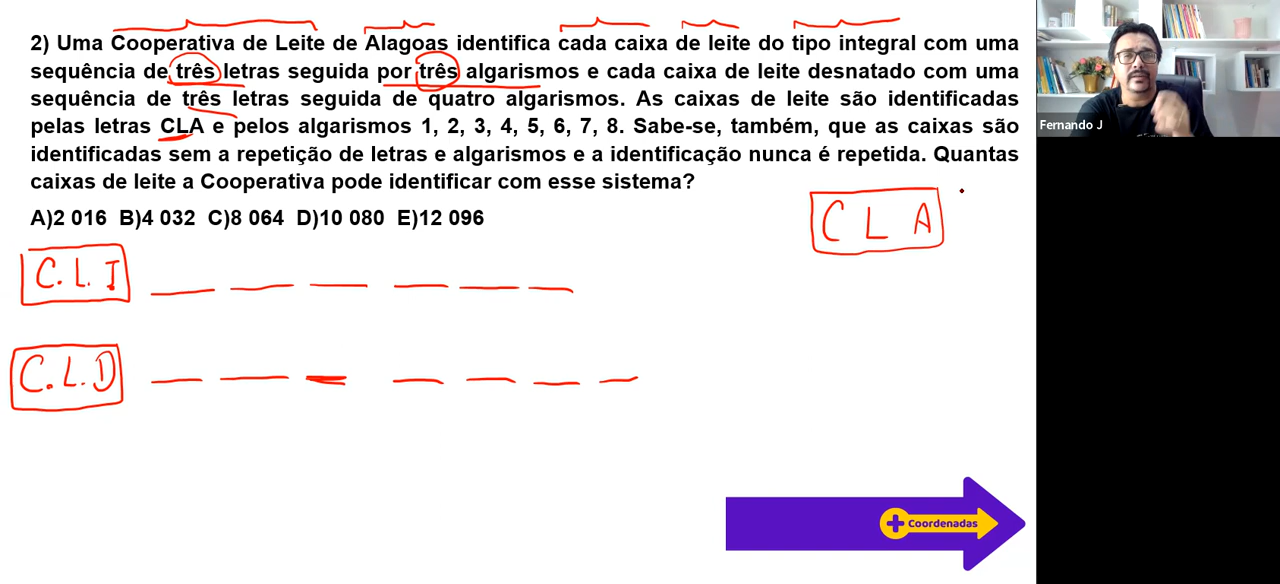 2) Uma Cooperativa de Leite de Alagoas identifica cada caixa de leite do tipo integral com uma
sequência de três letras seguida por três algarismos e cada caixa de leite desnatado com uma
sequência de três letras seguida de quatro algarismos. As caixas de leite são identificadas
pelas letras CLA e pelos algarismos 1, 2, 3, 4, 5, 6, 7, 8. Sabe-se, também, que as caixas são
identificadas sem a repetição de letras e algarismos e a identificação nunca é repetida. Quantas
caixas de leite a Cooperativa pode identificar com esse sistema?
A)2 016 B)4 032 C)8 064 D)10 080 E)12 096
C L A
C. L. I
C. L. D
+ Coordenadas
Fernando J